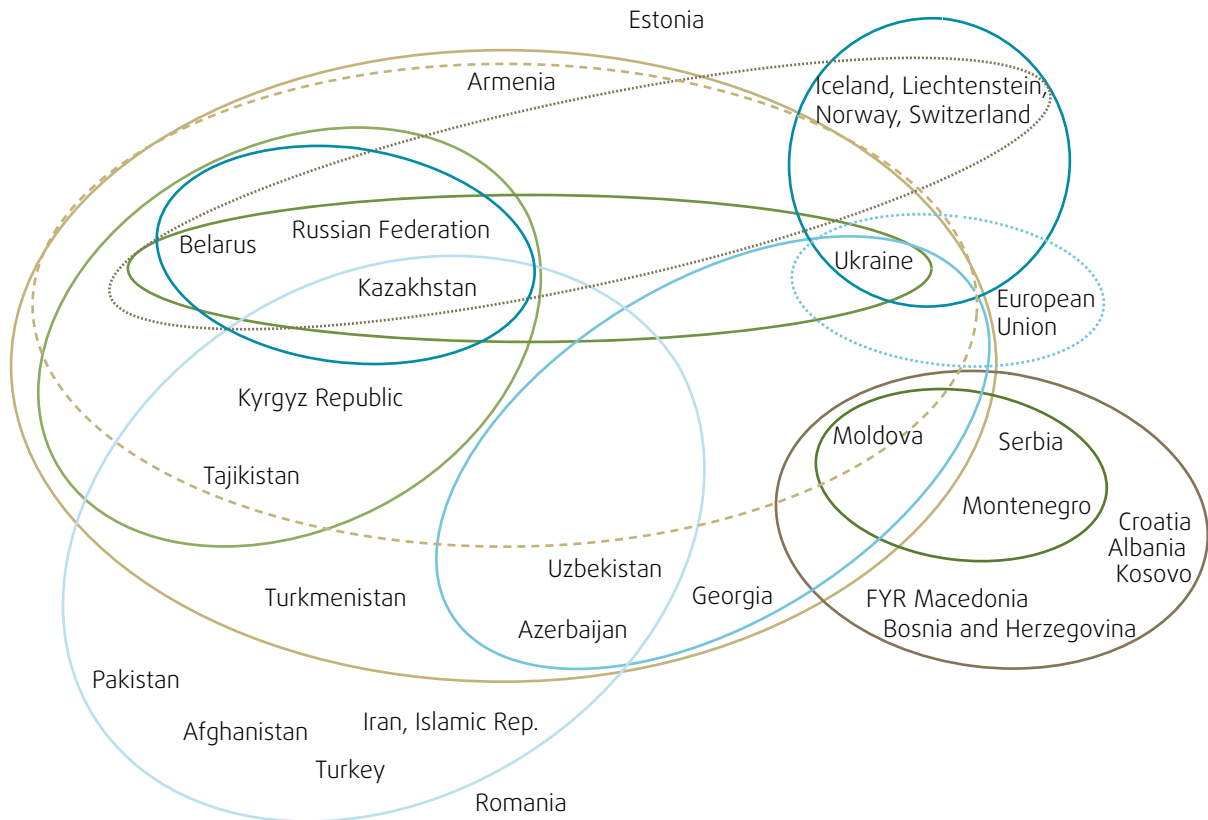 Estonia
Armenia
Iceland, Liechtenstein,
Norway, Switzerland
Belarus
Russian Federation
Ukraine
Kazakhstan
European
Union
Kyrgyz Republic
Moldova
Serbia
Tajikistan
Montenegro
Croatia
Albania
Kosovo
Uzbekistan
Turkmenistan
Georgia
FYR Macedonia
Azerbaijan
Bosnia and Herzegovina
Pakistan
Iran, Islamic Rep.
Afghanistan
Turkey
Romania